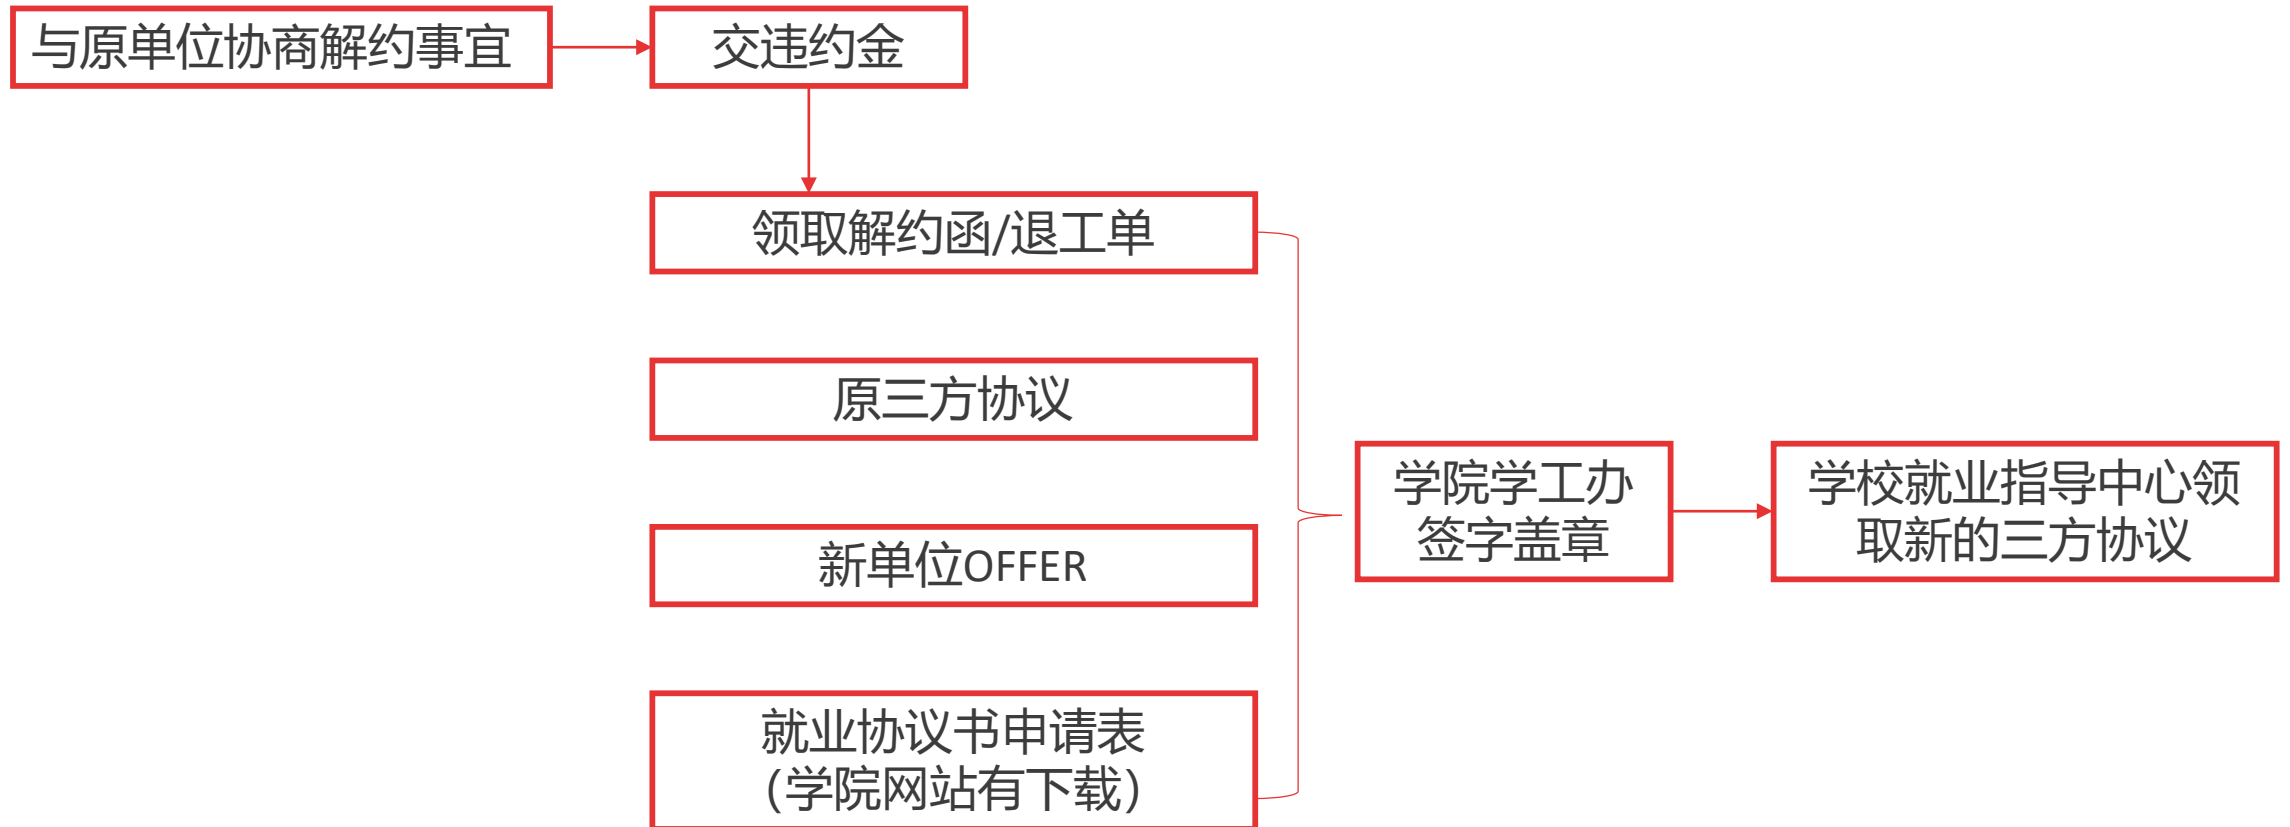 与原单位协商解约事宜
交违约金
领取解约函/退工单
原三方协议
新单位OFFER
就业协议书申请表
（学院网站有下载）
学院学工办
签字盖章
学校就业指导中心领
取新的三方协议